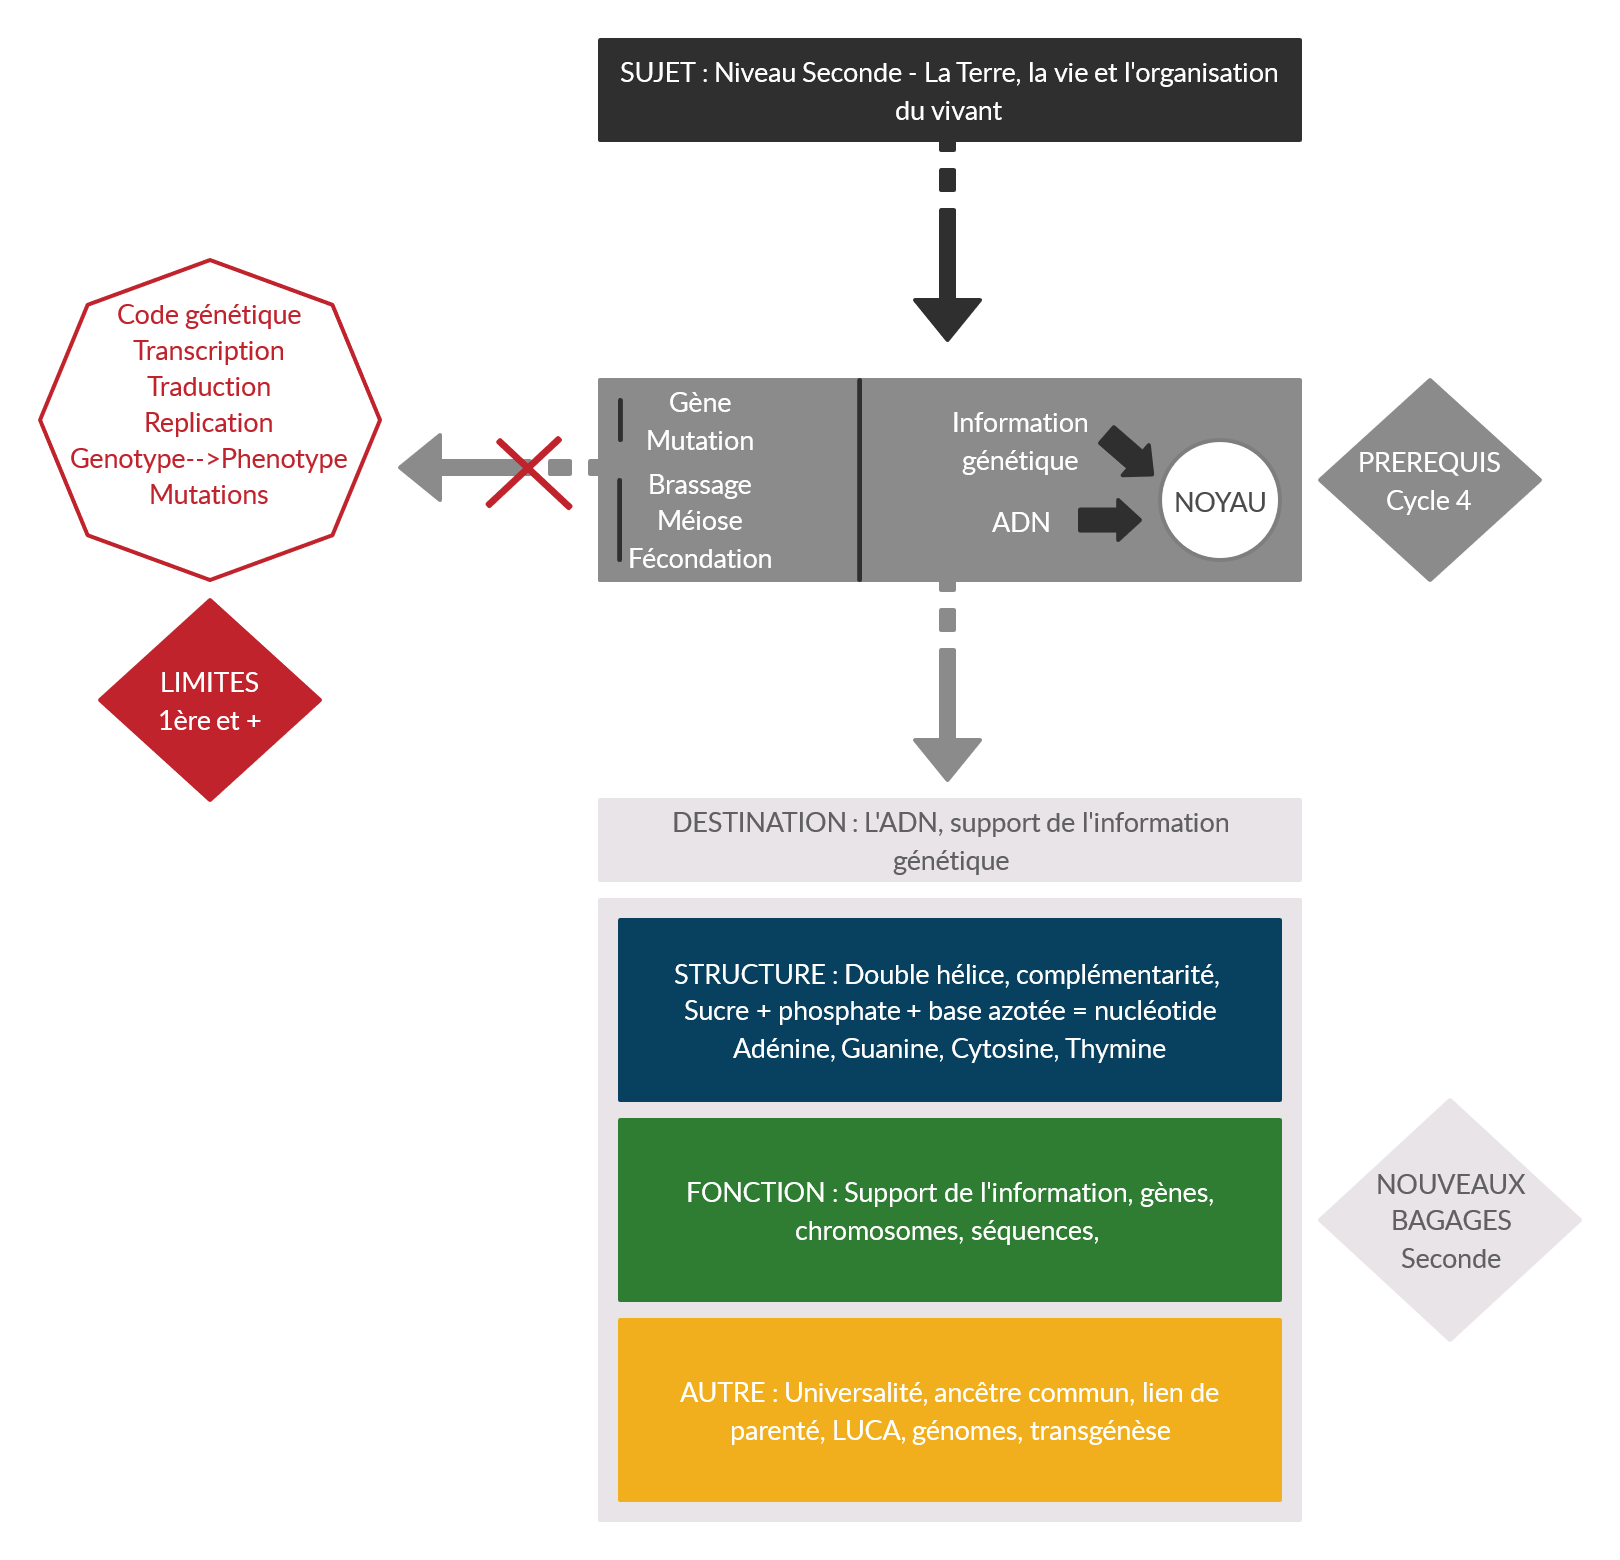 SUJET : Niveau Seconde - La Terre, la vie et l'organisation
du vivant
Code génétique
Transcription
Traduction
Replication
Genotype-->Phenotype
Mutations
LIMITES
1ère et +
Gène
Mutation
Brassage
Méiose
Fécondation
Information
génétique
ADN
NOYAU
PREREQUIS
Cycle 4
DESTINATION : L'ADN, support de l'information
génétique
STRUCTURE : Double hélice, complémentarité,
Sucre + phosphate + base azotée = nucléotide
Adénine, Guanine, Cytosine, Thymine
FONCTION : Support de l'information, gènes,
chromosomes, séquences,
AUTRE : Universalité, ancêtre commun, lien de
parenté, LUCA, génomes, transgénèse
NOUVEAUX
BAGAGES
Seconde